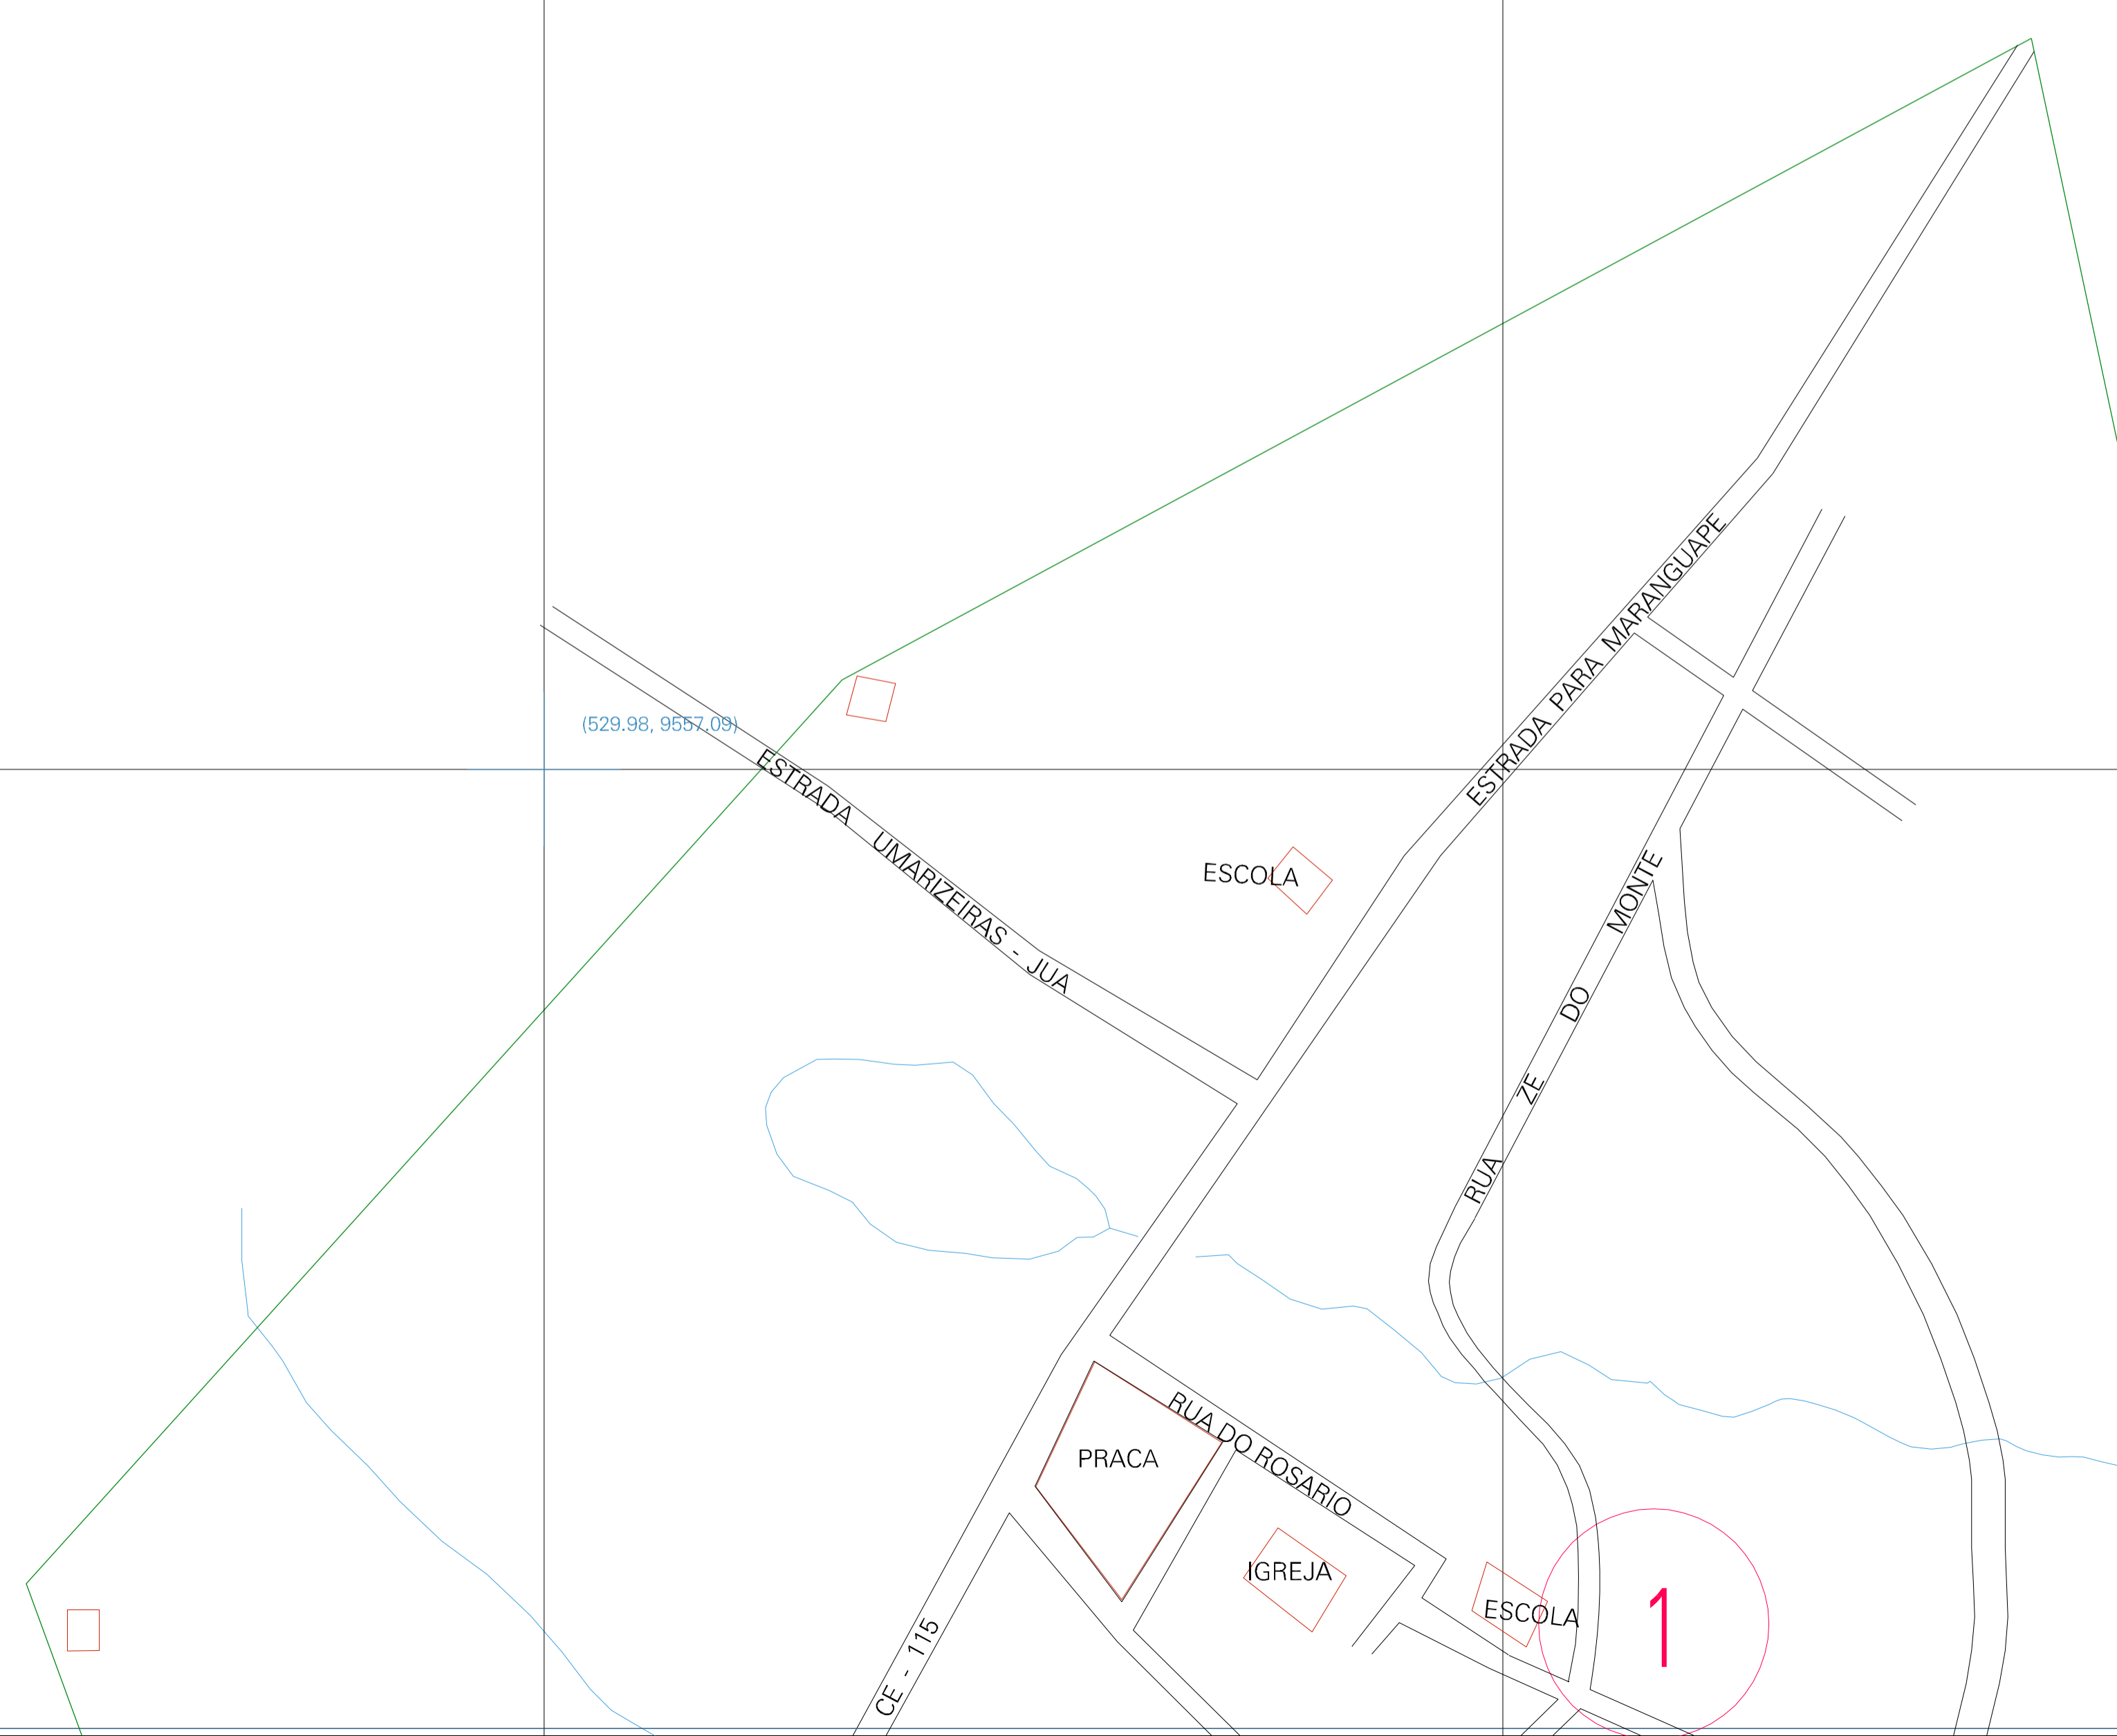 ESTRADA PARA MARANGUAPE
(529.98, 9557.09)
ESTRADA UMARIZEIRAS - JUA
ESCOLA
RUA ZE DO MONTE
RUA DO ROSARIO
PRACA
IGREJA
ESCOLA
1
CE - 115